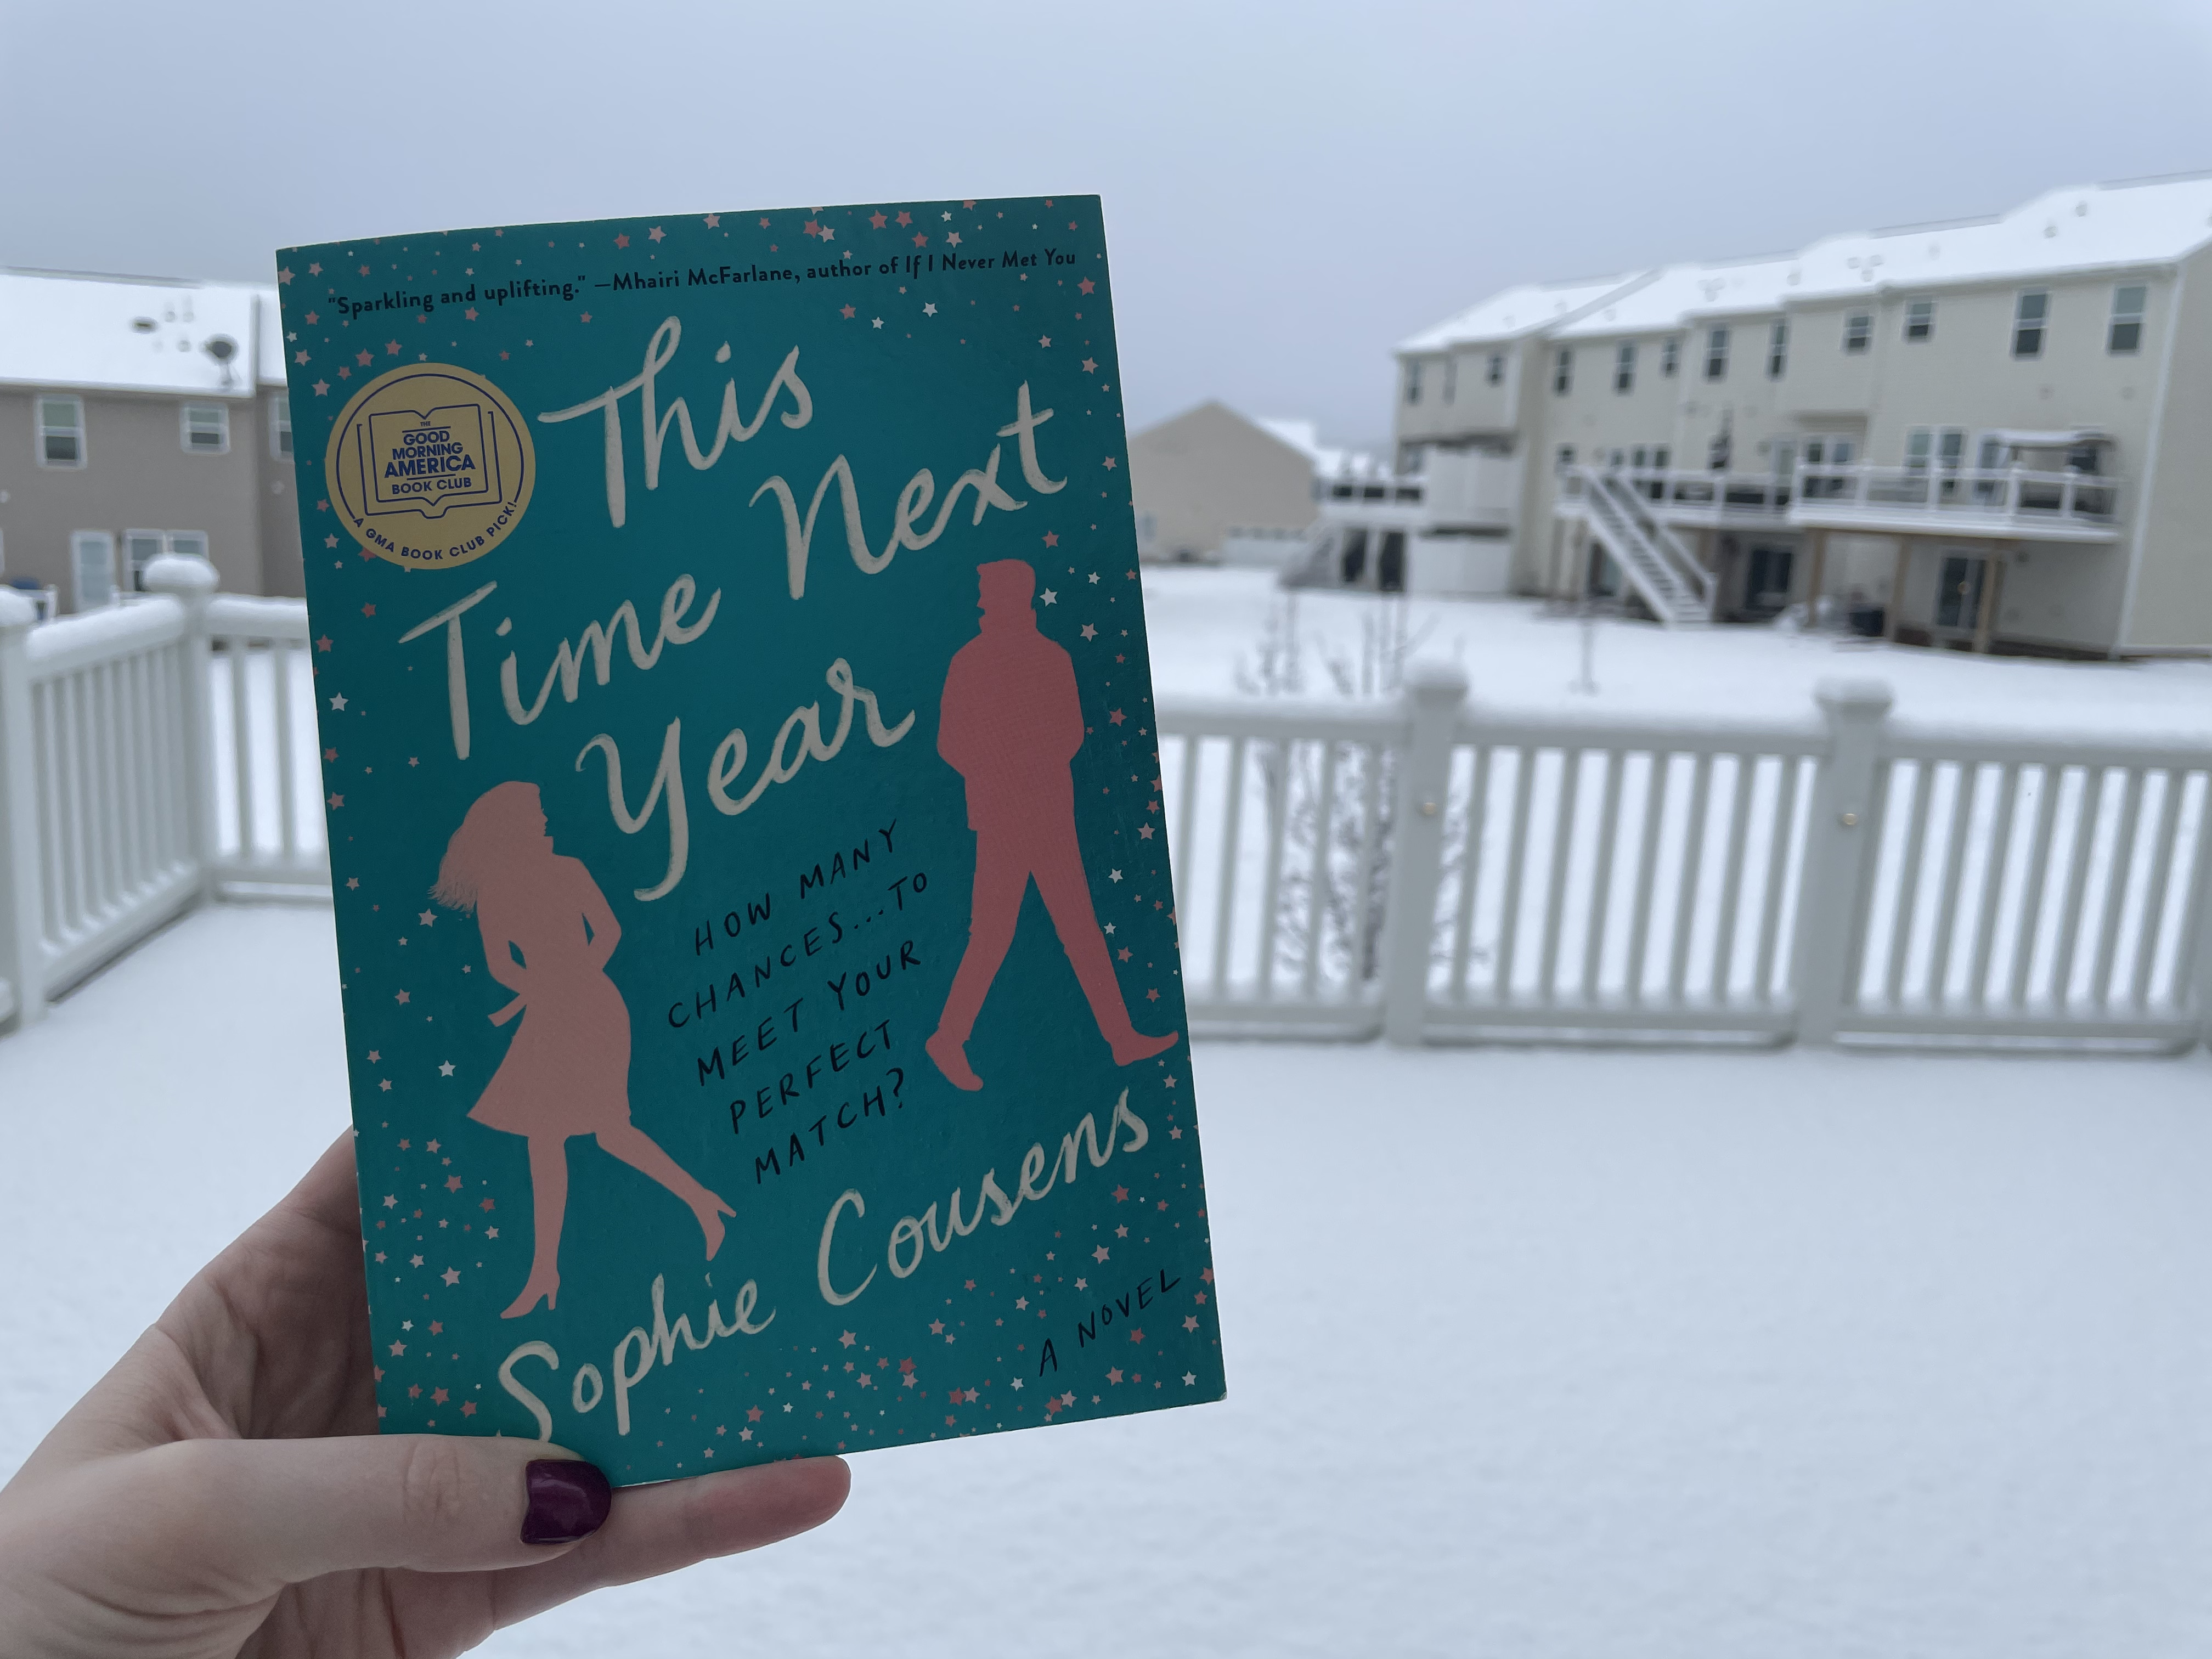 "Sparkling and uplifting." —Mhairi McFarlane, author of If I Never Met You
THE
GOOD
MORNING
AMERICA
BOOK CLUB
A GMA BOOK CLUB PICK!
This
Time Next
Year
HOW MANY
CHANCES...TO
MEET YOUR
PERFECT
MATCH?
Sophie Cousens
A NOVEL